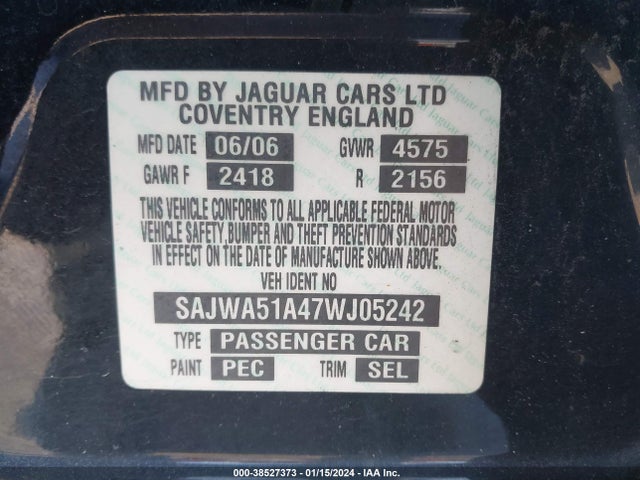 MFD BY JAGUAR CARS LTD
COVENTRY ENGLAND
MFD DATE 06/06 GVWR 4575
GAWR F 2418 R 2156
THIS VEHICLE CONFORMS TO ALL APPLICABLE FEDERAL MOTOR
VEHICLE SAFETY, BUMPER AND THEFT PREVENTION STANDARDS
IN EFFECT ON THE DATE OF MANUFACTURE SHOWN ABOVE.
VEH IDENT NO
SAJWA51A47WJ05242
TYPE PASSENGER CAR
PAINT PEC TRIM SEL
000-38527373 - 01/15/2024 - IAA Inc.